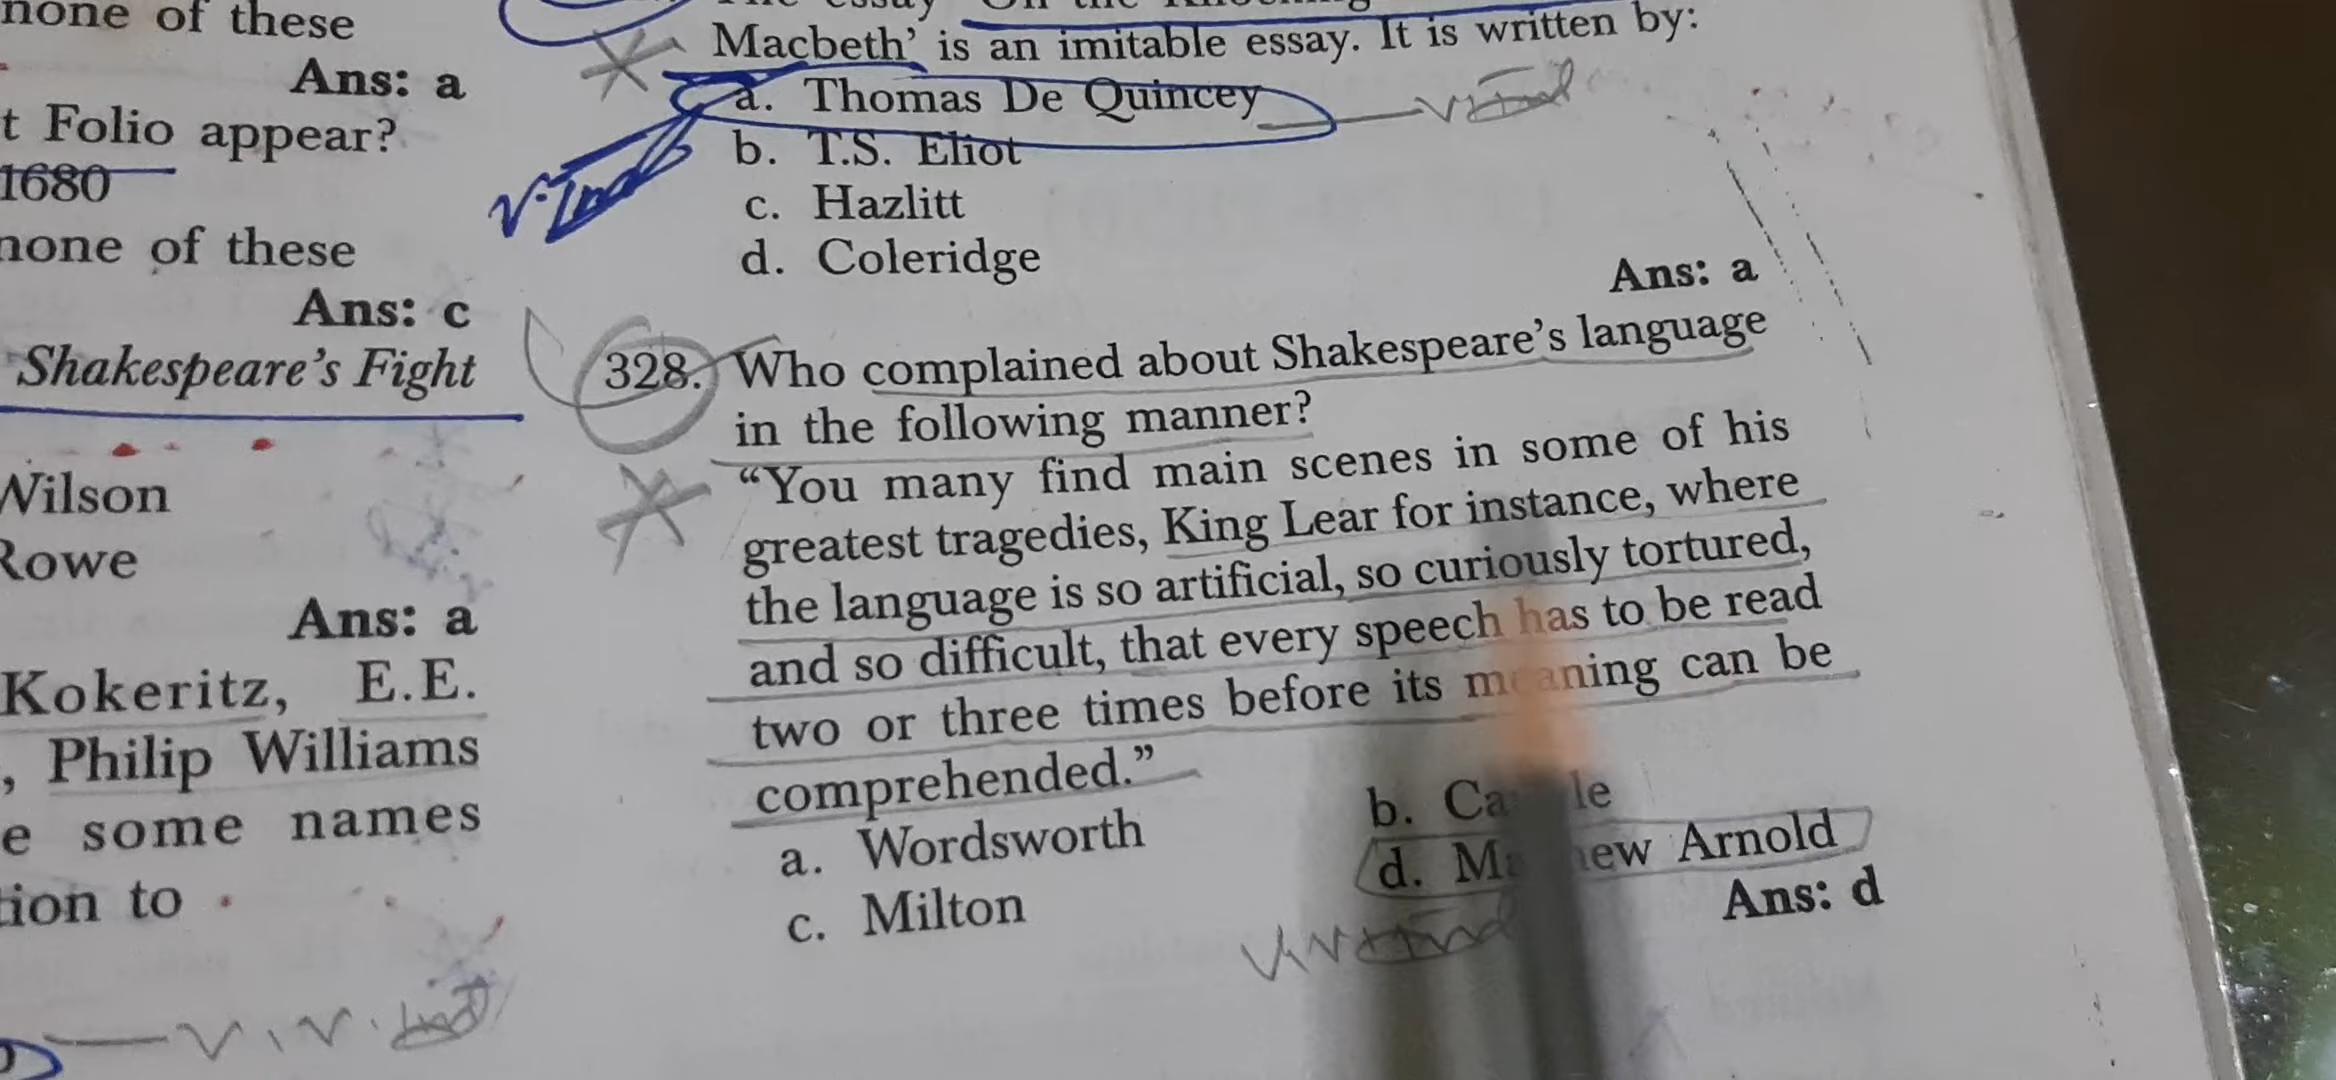 none of these
Ans: a
t Folio appear?
1680
none of these
Ans: c
Shakespeare's Fight
Wilson
Rowe
Ans: a
Kokeritz, E.E.
, Philip Williams
e some names
tion to
Macbeth' is an imitable essay. It is written by:
a. Thomas De Quincey
b. T.S. Eliot
c. Hazlitt
d. Coleridge
Ans: a
328. Who complained about Shakespeare's language
in the following manner?
"You many find main scenes in some of his
greatest tragedies, King Lear for instance, where
the language is so artificial, so curiously tortured,
and so difficult, that every speech has to be read
two or three times before its meaning can be
comprehended."
a. Wordsworth
b.
c. Milton
d. Arnold
Ans: d